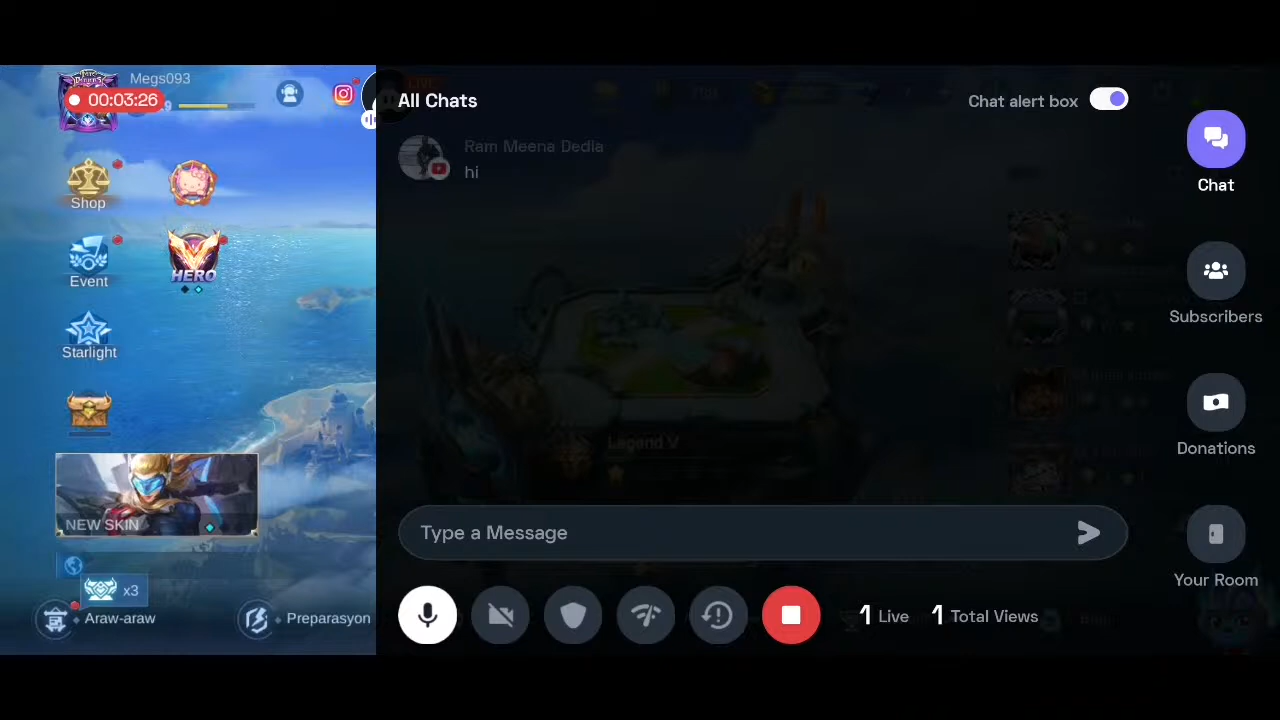 Megs093
00:03:26
Shop
Event
HERO
Starlight
NEW SKIN
x3
Araw-araw
Preparasyon
All Chats
Chat alert box
Ram Meena Dedla
hi
Legend V
Type a Message
1 Live
1 Total Views
Chat
Subscribers
Donations
Your Room